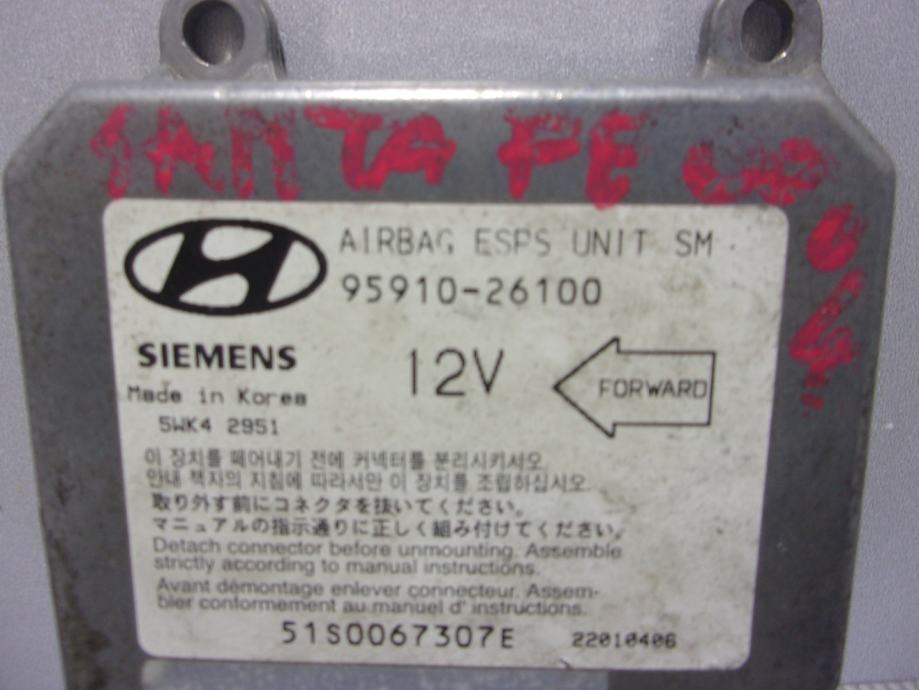 SANTA FE 00
04
AIRBAG ESPS UNIT SM
95910-26100
SIEMENS
12V
FORWARD
Made in Korea
5WK4 2951
이 장치를 떼어내기 전에 커넥터를 분리시키시오.
안내 책자의 지침에 따라서만 이 장치를 조립하십시오.
取り外す前にコネクタを抜いてください。
マニュアルの指示通りに正しく組み付けてください。
Detach connector before unmounting. Assemble
strictly according to manual instructions.
Avant démontage enlever connecteur. Assem-
bler conformement au manuel d' instructions.
51S0067307E
22010406